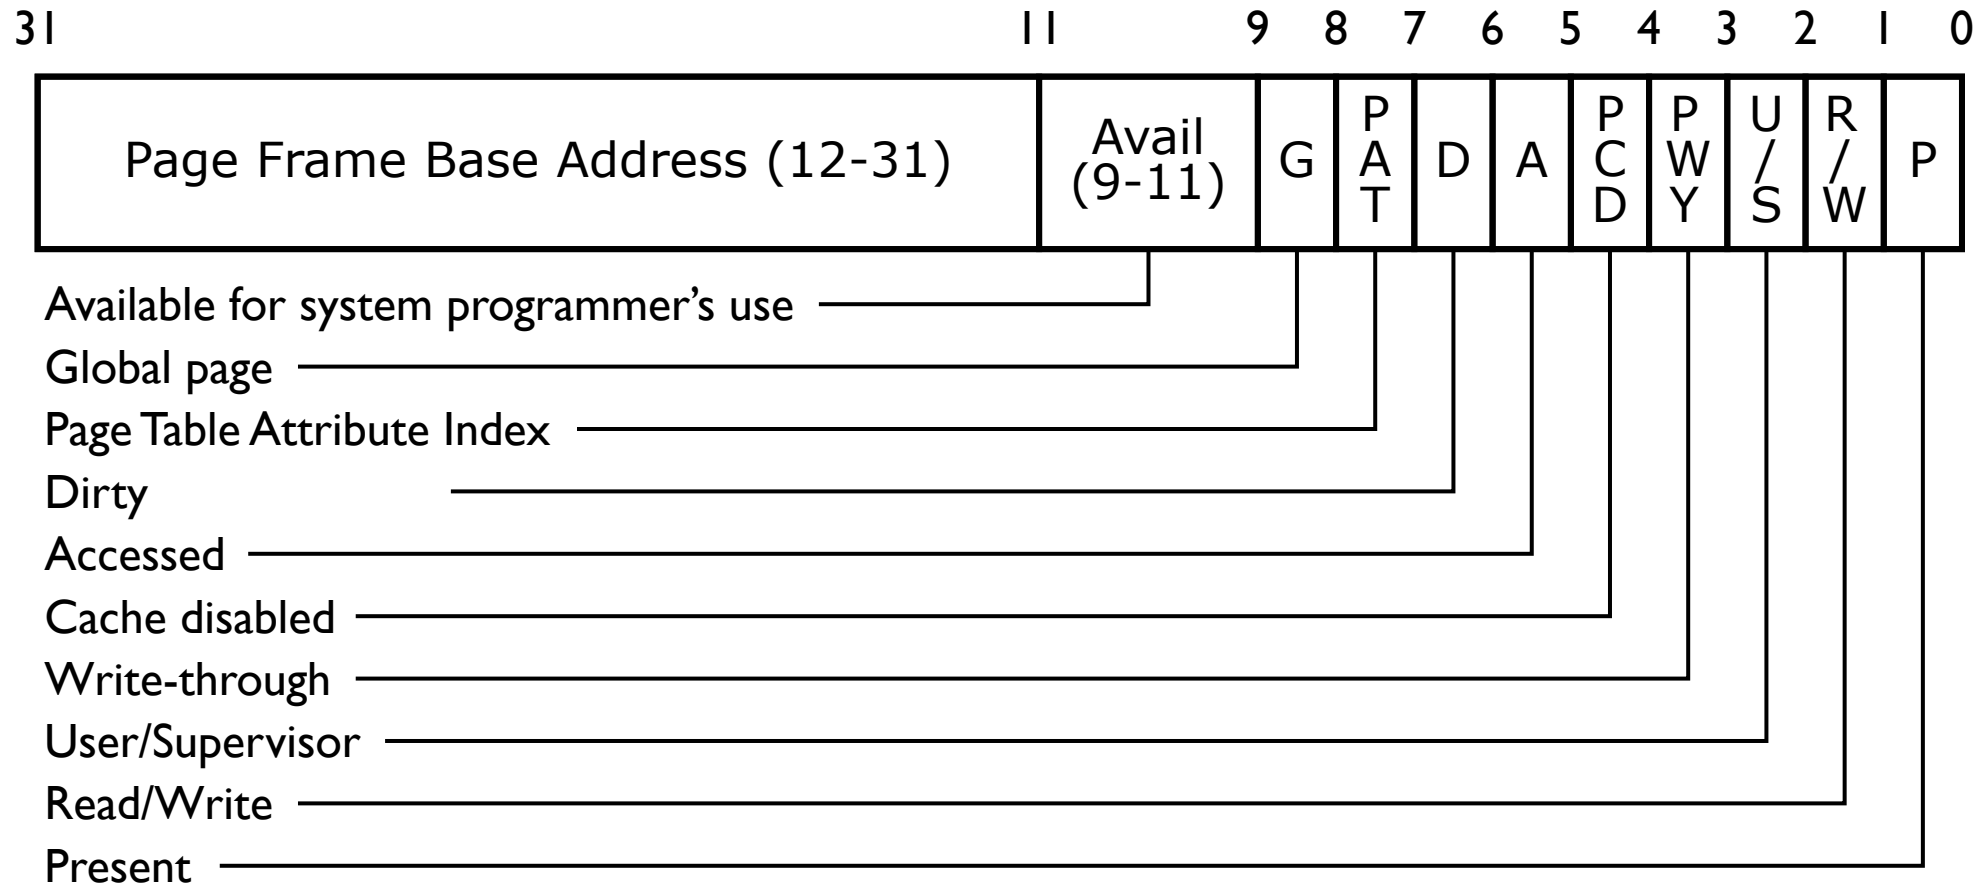 31 11 9 8 7 6 5 4 3 2 1 0
Page Frame Base Address (12-31)
Avail
(9-11)
G
P
A
T
D
A
P
C
D
P
W
Y
U
/
S
R
/
W
P
Available for system programmer’s use
Global page
Page Table Attribute Index
Dirty
Accessed
Cache disabled
Write-through
User/Supervisor
Read/Write
Present